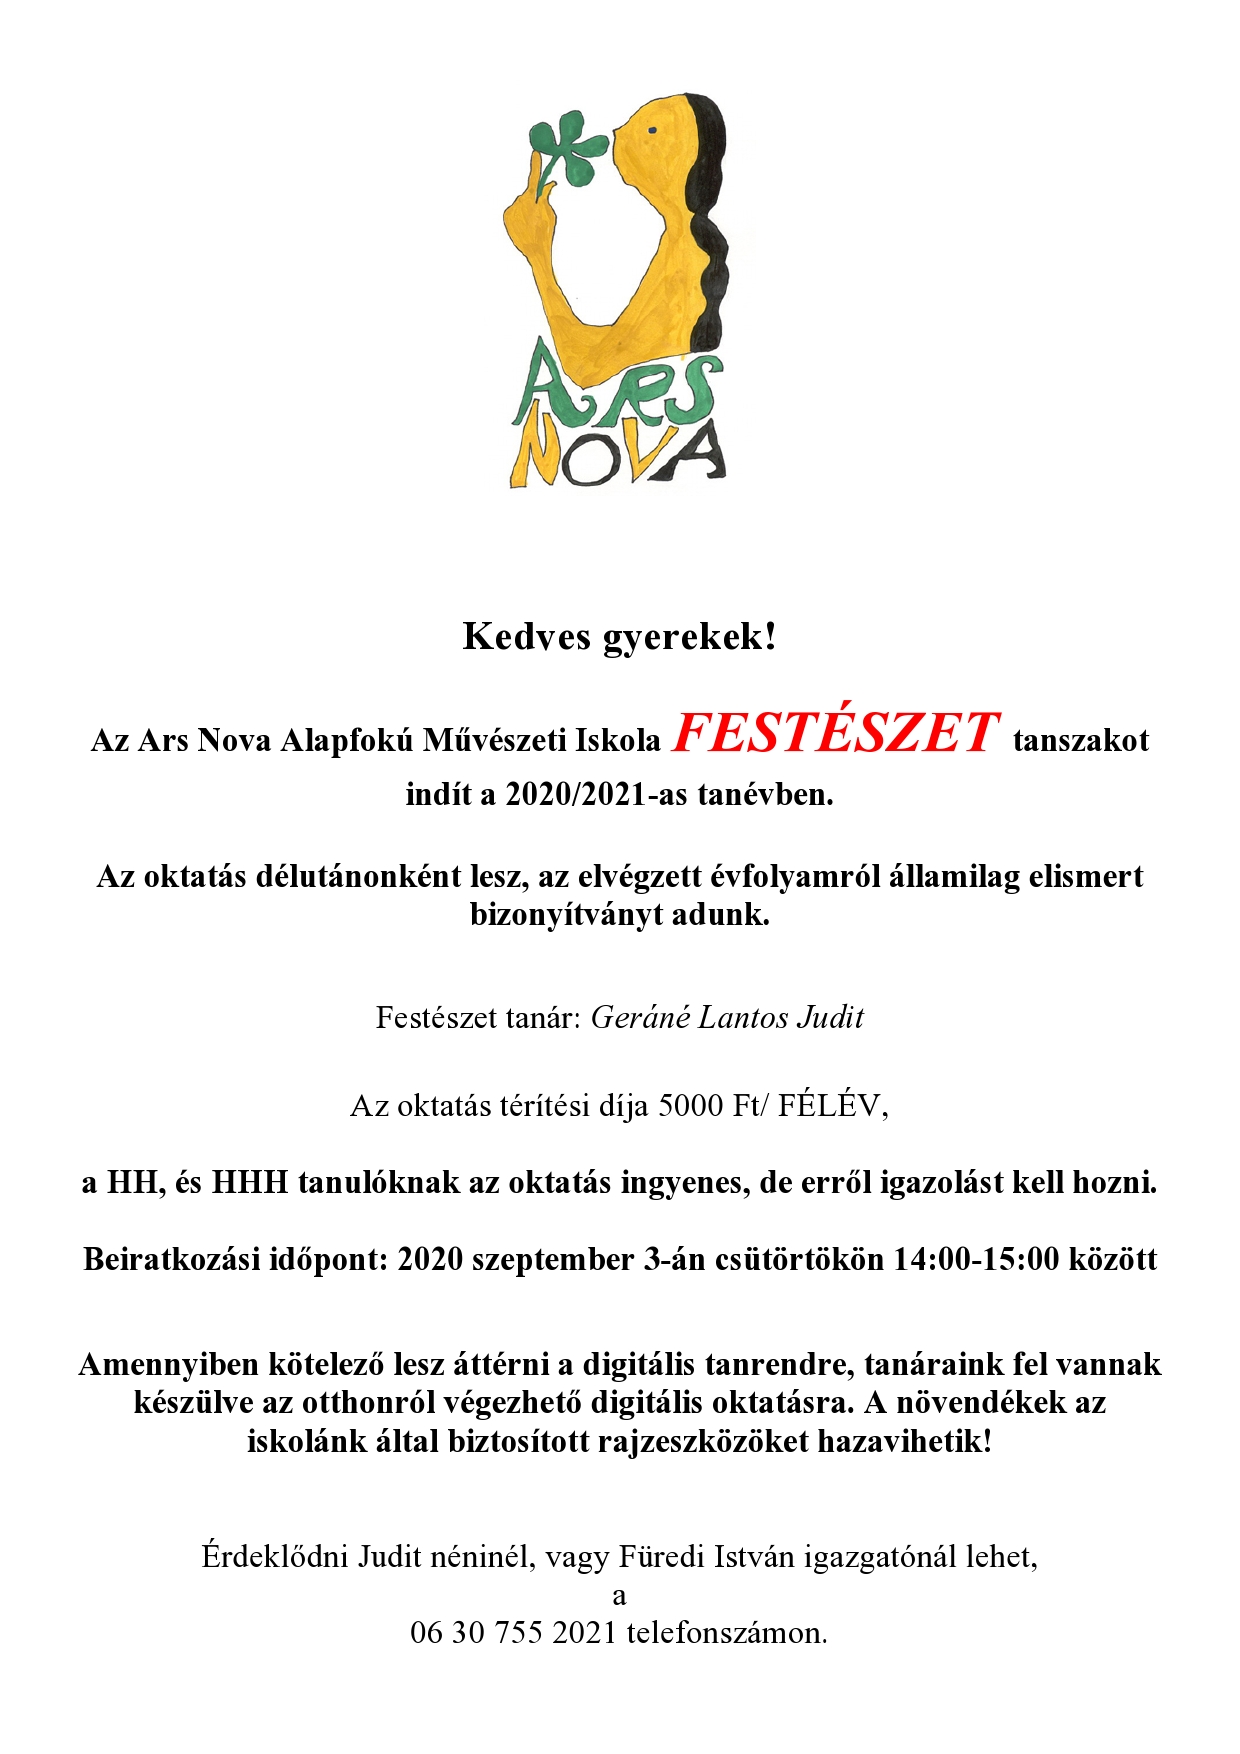 ARS
NOVA
Kedves gyerekek!
Az Ars Nova Alapfokú Művészeti Iskola FESTÉSZET tanszakot
indít a 2020/2021-as tanévben.
Az oktatás délutánonként lesz, az elvégzett évfolyamról államilag elismert
bizonyítványt adunk.
Festészet tanár: Geráné Lantos Judit
Az oktatás térítési díja 5000 Ft/ FÉLÉV,
a HH, és HHH tanulóknak az oktatás ingyenes, de erről igazolást kell hozni.
Beiratkozási időpont: 2020 szeptember 3-án csütörtökön 14:00-15:00 között
Amennyiben kötelező lesz áttérni a digitális tanrendre, tanáraink fel vannak
készülve az otthonról végezhető digitális oktatásra. A növendékek az
iskolánk által biztosított rajzeszközöket hazavihetik!
Érdeklődni Judit néninél, vagy Füredi István igazgatónál lehet,
a
06 30 755 2021 telefonszámon.